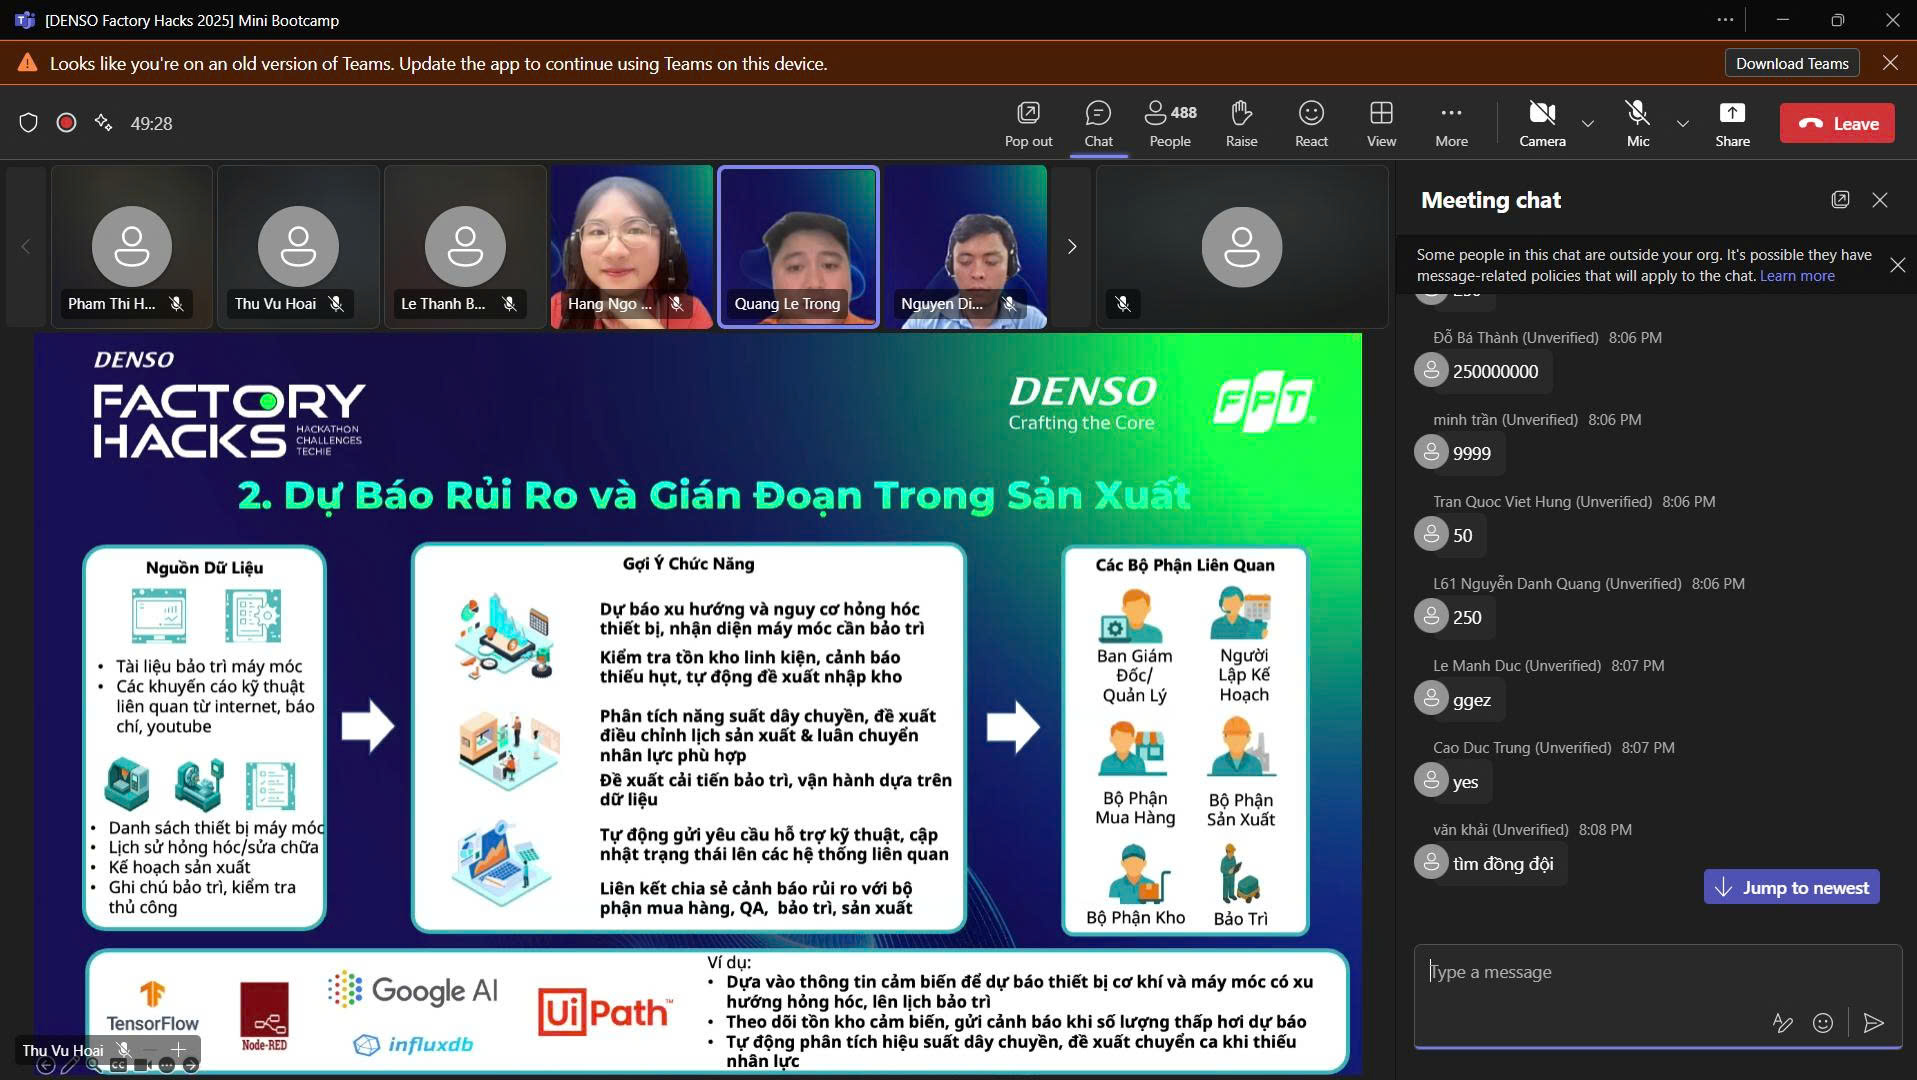 [DENSO Factory Hacks 2025] Mini Bootcamp
Looks like you're on an old version of Teams. Update the app to continue using Teams on this device.
Download Teams
49:28
Pop out
Chat
488
People
Raise
React
View
More
Camera
Mic
Share
Leave
Pham Thi H...
Thu Vu Hoai
Le Thanh B...
Hang Ngo ...
Quang Le Trong
Nguyen Di...
DENSO
FACTORY
HACKS
HACKATHON
CHALLENGES
TECHIE
DENSO
Crafting the Core
FPT
2. Dự Báo Rủi Ro và Gián Đoạn Trong Sản Xuất
Nguồn Dữ Liệu
• Tài liệu bảo trì máy móc
• Các khuyến cáo kỹ thuật
liên quan từ internet, báo
chí, youtube
• Danh sách thiết bị máy móc
• Lịch sử hỏng hóc/sửa chữa
• Kế hoạch sản xuất
• Ghi chú bảo trì, kiểm tra
thủ công
Gợi Ý Chức Năng
Dự báo xu hướng và nguy cơ hỏng hóc
thiết bị, nhận diện máy móc cần bảo trì
Kiểm tra tồn kho linh kiện, cảnh báo
thiếu hụt, tự động đề xuất nhập kho
Phân tích năng suất dây chuyền, đề xuất
điều chỉnh lịch sản xuất & luân chuyển
nhân lực phù hợp
Đề xuất cải tiến bảo trì, vận hành dựa trên
dữ liệu
Tự động gửi yêu cầu hỗ trợ kỹ thuật, cập
nhật trạng thái lên các hệ thống liên quan
Liên kết chia sẻ cảnh báo rủi ro với bộ
phận mua hàng, QA, bảo trì, sản xuất
Các Bộ Phận Liên Quan
Ban Giám
Đốc/
Quản Lý
Người
Lập Kế
Hoạch
Bộ Phận
Mua Hàng
Bộ Phận
Sản Xuất
Bộ Phận Kho
Bảo Trì
TensorFlow
Node-RED
Google AI
influxdb
UiPath™
Ví dụ:
• Dựa vào thông tin cảm biến để dự báo thiết bị cơ khí và máy móc có xu
hướng hỏng hóc, lên lịch bảo trì
• Theo dõi tồn kho cảm biến, gửi cảnh báo khi số lượng thấp hơi dự báo
• Tự động phân tích hiệu suất dây chuyền, đề xuất chuyển ca khi thiếu
nhân lực
Thu Vu Hoai
Meeting chat
Some people in this chat are outside your org. It's possible they have
message-related policies that will apply to the chat. Learn more
Đỗ Bá Thành (Unverified) 8:06 PM
250000000
minh trần (Unverified) 8:06 PM
9999
Tran Quoc Viet Hung (Unverified) 8:06 PM
50
L61 Nguyễn Danh Quang (Unverified) 8:06 PM
250
Le Manh Duc (Unverified) 8:07 PM
ggez
Cao Duc Trung (Unverified) 8:07 PM
yes
văn khải (Unverified) 8:08 PM
tìm đồng đội
Jump to newest
Type a message